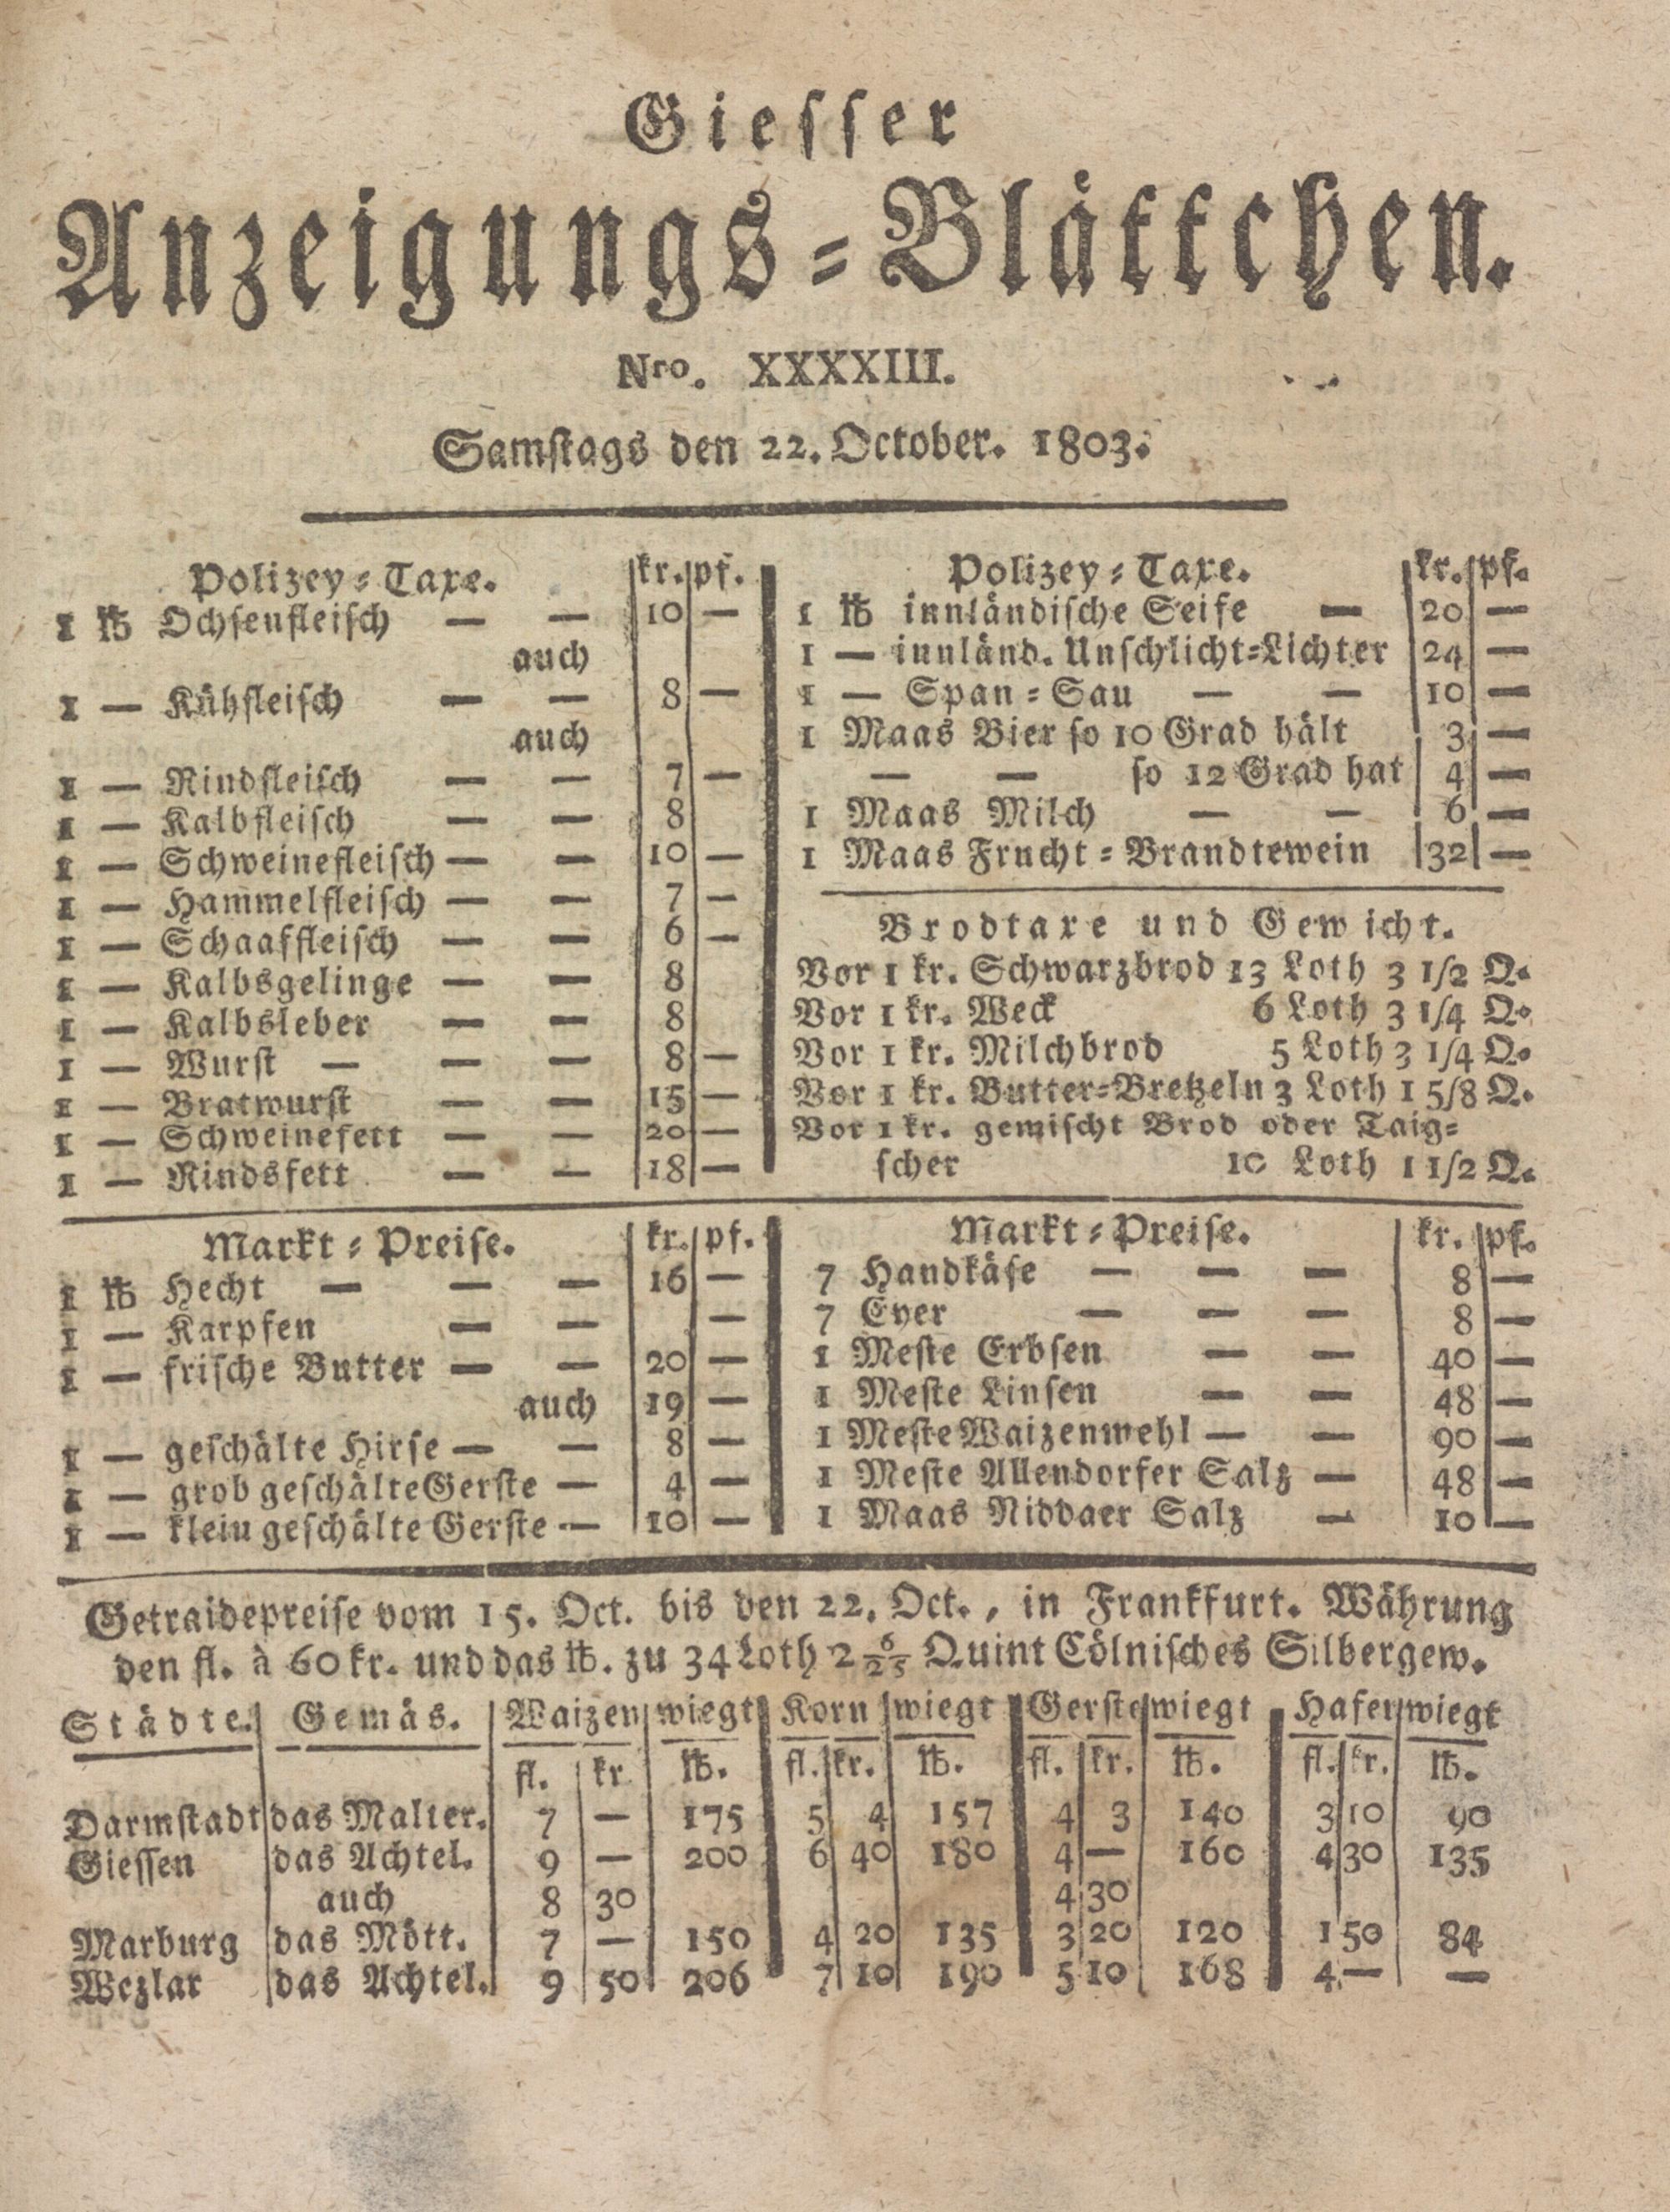 Giesser
Anzeigungs-Blättchen.
Nro. XXXXIII.
Samstags den 22. October. 1803.
Polizey-Taxe. kr. pf.
1 ℔ Ochsenfleisch — — 10 —
auch
1 — Kühfleisch — — 8 —
auch
1 — Rindfleisch — — 7 —
1 — Kalbfleisch — — 8
1 — Schweinefleisch — — 10 —
1 — Hammelfleisch — — 7 —
1 — Schaaffleisch — — 6 —
1 — Kalbsgelinge — — 8
1 — Kalbsleber — — 8
1 — Wurst — — — 8 —
1 — Bratwurst — — 15 —
1 — Schweinefett — — 20 —
1 — Rindsfett — — 18 —
Polizey-Taxe. kr. pf.
1 ℔ innländische Seife — 20 —
1 — innländ. Unschlicht-Lichter 24 —
1 — Span-Sau — — 10 —
1 Maas Bier so 10 Grad hält 3 —
— — so 12 Grad hat 4 —
1 Maas Milch — — 6 —
1 Maas Frucht-Brandtewein 32 —
Brodtaxe und Gewicht.
Vor 1 kr. Schwarzbrod 13 Loth 3 1/2 Q.
Vor 1 kr. Weck 6 Loth 3 1/4 Q.
Vor 1 kr. Milchbrod 5 Loth 3 1/4 Q.
Vor 1 kr. Butter-Bretzeln 3 Loth 1 5/8 Q.
Vor 1 kr. gemischt Brod oder Taig-
scher 10 Loth 1 1/2 Q.
Markt-Preise. kr. pf.
1 ℔ Hecht — — — 16 —
1 — Karpfen — — —
1 — frische Butter — — 20 —
auch 19 —
1 — geschälte Hirse — — 8 —
1 — grob geschälte Gerste — 4 —
1 — klein geschälte Gerste — 10 —
Markt-Preise. kr. pf.
7 Handkäse — — — 8 —
7 Eyer — — — 8 —
1 Meste Erbsen — — 40 —
1 Meste Linsen — — 48 —
1 Meste Waizenmehl — — 90 —
1 Meste Allendorfer Salz — 48 —
1 Maas Niddaer Salz — 10 —
Getraidepreise vom 15. Oct. bis den 22. Oct., in Frankfurt. Währung
den fl. à 60 kr. und das ℔. zu 34 Loth 2 6/25 Quint Cölnisches Silbergew.
Städte. Gemäs. Waizen wiegt Korn wiegt Gerste wiegt Hafer wiegt
fl. kr ℔. fl. kr. ℔. fl. kr. ℔. fl. kr. ℔.
Darmstadt das Malter. 7 — 175 5 4 157 4 3 140 3 10 90
Giessen das Achtel. 9 — 200 6 40 180 4 — 160 4 30 135
auch 8 30 4 30
Marburg das Mött. 7 — 150 4 20 135 3 20 120 1 50 84
Wezlar das Achtel. 9 50 206 7 10 190 5 10 168 4 — —